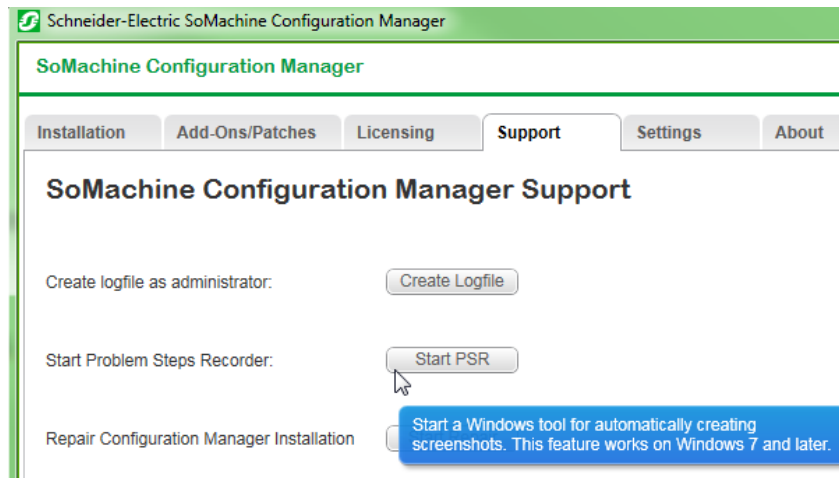 Schneider-Electric SoMachine Configuration Manager
SoMachine Configuration Manager
Installation Add-Ons/Patches Licensing Support Settings About
SoMachine Configuration Manager Support
Create logfile as administrator: Create Logfile
Start Problem Steps Recorder: Start PSR
Repair Configuration Manager Installation
Start a Windows tool for automatically creating
screenshots. This feature works on Windows 7 and later.